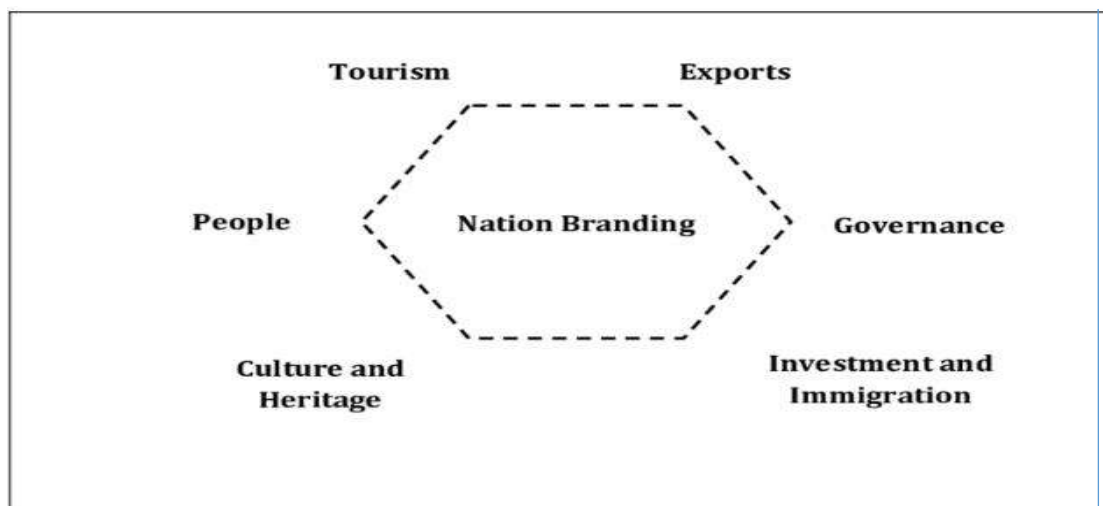 Tourism
Exports
People
Nation Branding
Governance
Culture and
Heritage
Investment and
Immigration